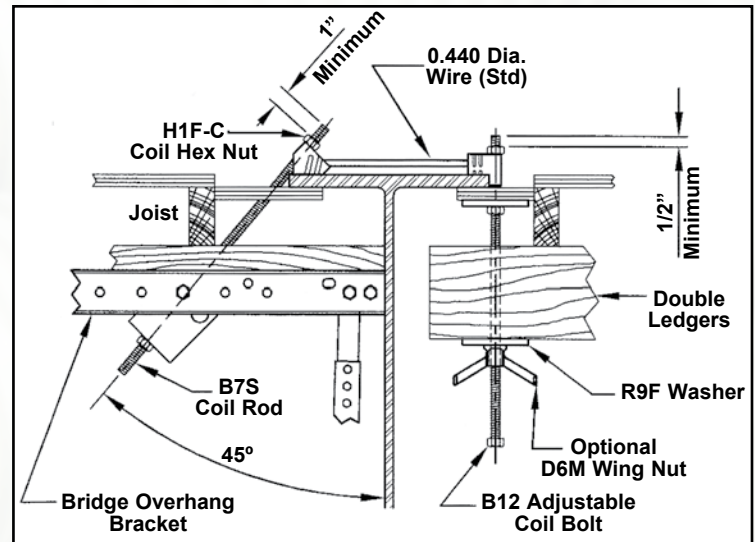 1”
Minimum
0.440 Dia.
Wire (Std)
H1F-C
Coil Hex Nut
Joist
1/2”
Minimum
Double
Ledgers
R9F Washer
B7S
Coil Rod
Optional
D6M Wing Nut
45º
Bridge Overhang
Bracket
B12 Adjustable
Coil Bolt